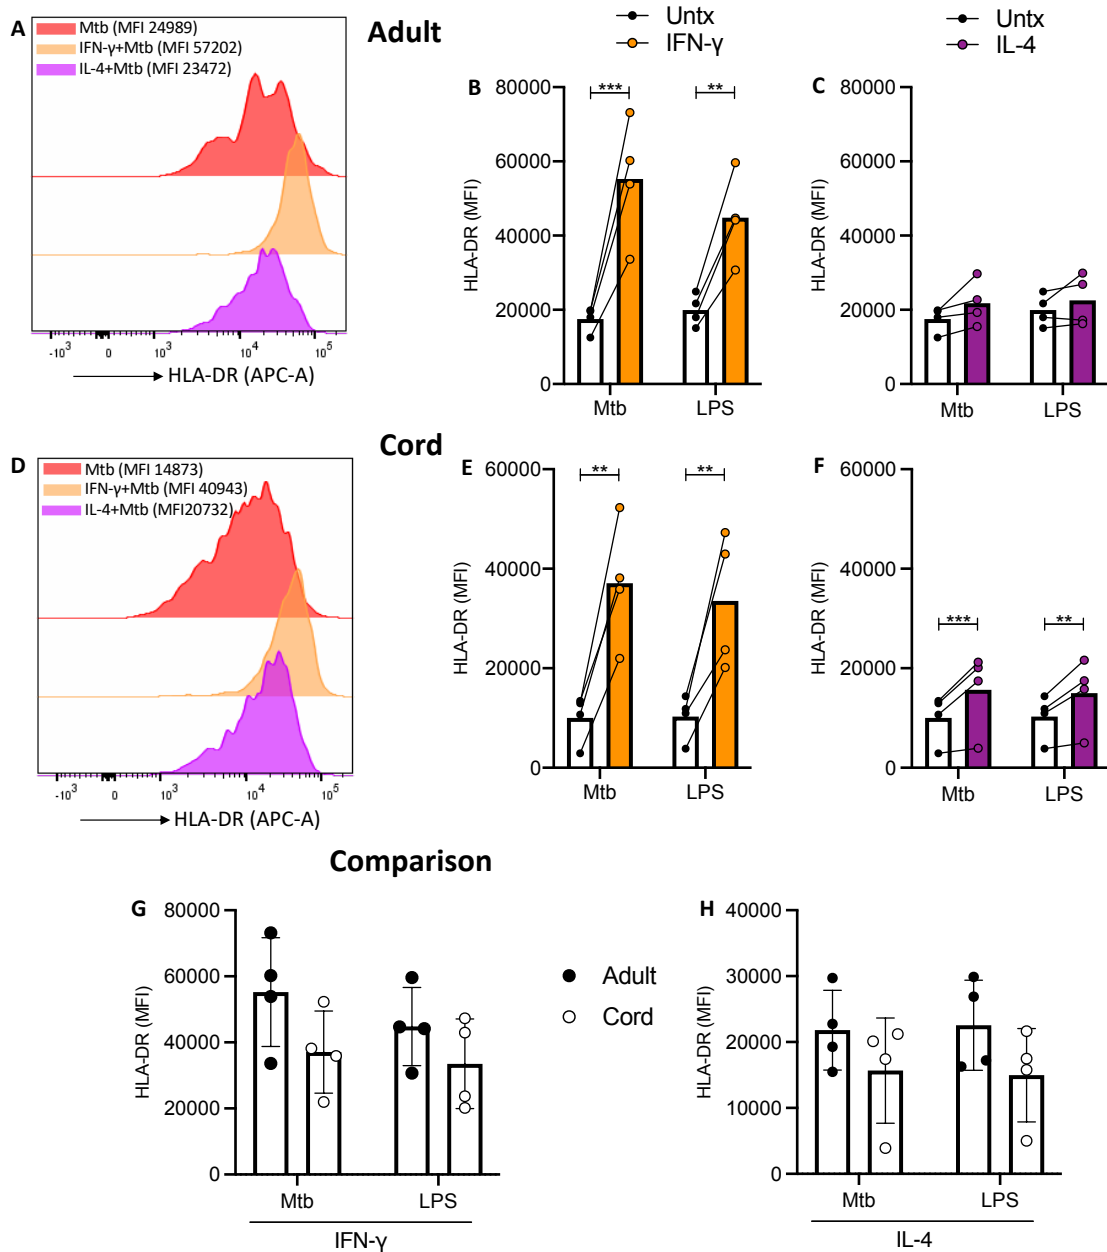 A
Mtb (MFI 24989)
IFN-γ+Mtb (MFI 57202)
IL-4+Mtb (MFI 23472)
-10³ 0 10³ 10⁴ 10⁵
HLA-DR (APC-A)
Adult
Untx
IFN-γ
Untx
IL-4
B
HLA-DR (MFI)
80000
60000
40000
20000
0
*** **
Mtb LPS
C
HLA-DR (MFI)
80000
60000
40000
20000
0
Mtb LPS
Cord
D
Mtb (MFI 14873)
IFN-γ+Mtb (MFI 40943)
IL-4+Mtb (MFI20732)
-10³ 0 10³ 10⁴ 10⁵
HLA-DR (APC-A)
E
HLA-DR (MFI)
60000
40000
20000
0
** **
Mtb LPS
F
HLA-DR (MFI)
60000
40000
20000
0
*** **
Mtb LPS
Comparison
G
HLA-DR (MFI)
80000
60000
40000
20000
0
Mtb LPS
IFN-γ
Adult
Cord
H
HLA-DR (MFI)
40000
30000
20000
10000
0
Mtb LPS
IL-4